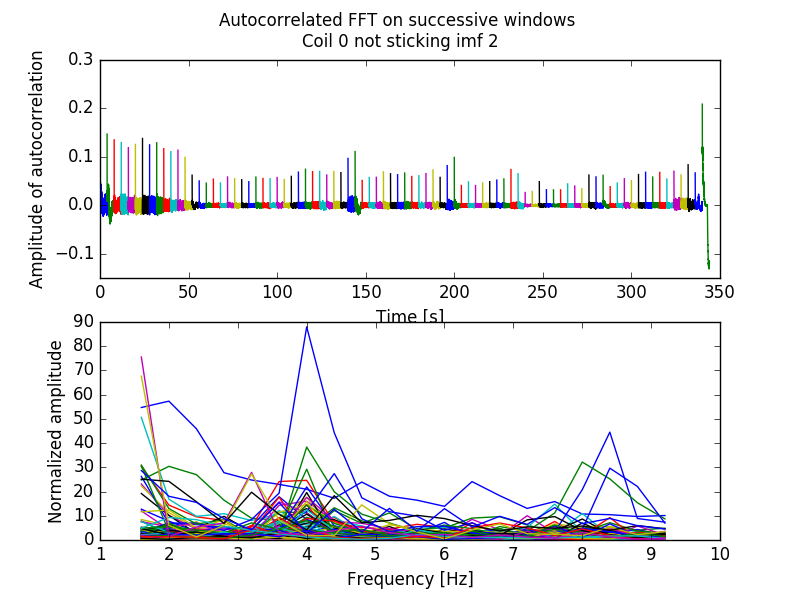 Autocorrelated FFT on successive windows
Coil 0 not sticking imf 2
Amplitude of autocorrelation
0.3
0.2
0.1
0.0
−0.1
0 50 100 150 200 250 300 350
Time [s]
Normalized amplitude
90
80
70
60
50
40
30
20
10
0
1 2 3 4 5 6 7 8 9 10
Frequency [Hz]